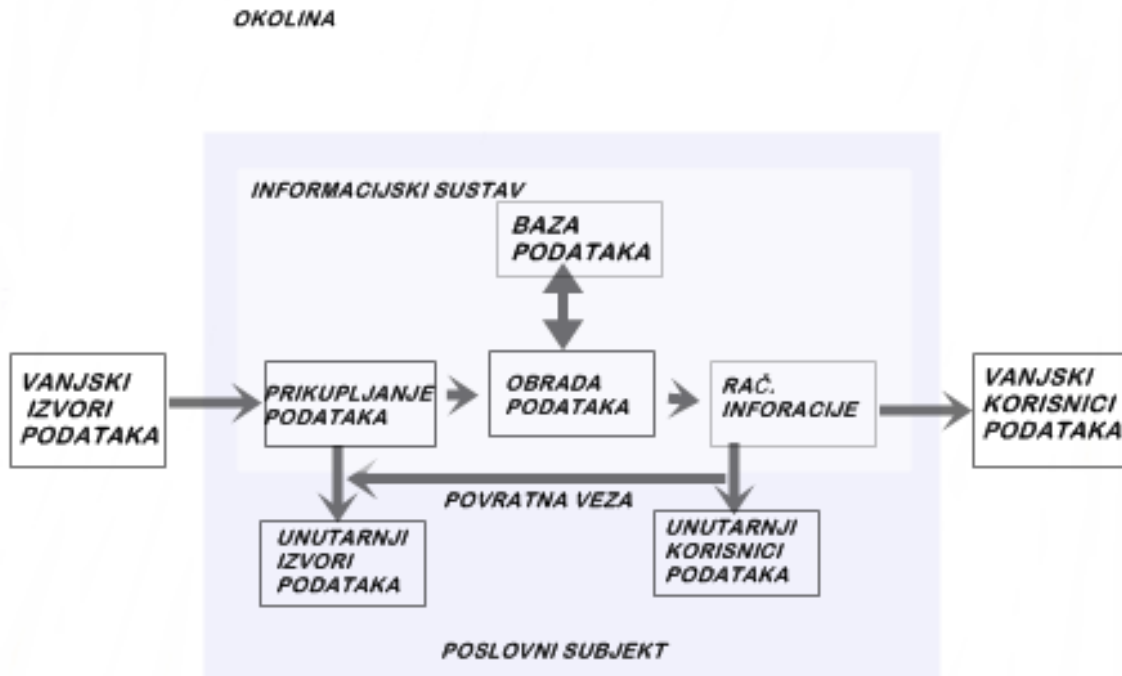 OKOLINA
INFORMACIJSKI SUSTAV
BAZA
PODATAKA
VANJSKI
IZVORI
PODATAKA
PRIKUPLJANJE
PODATAKA
OBRADA
PODATAKA
RAČ.
INFORACIJE
VANJSKI
KORISNICI
PODATAKA
POVRATNA VEZA
UNUTARNJI
IZVORI
PODATAKA
UNUTARNJI
KORISNICI
PODATAKA
POSLOVNI SUBJEKT